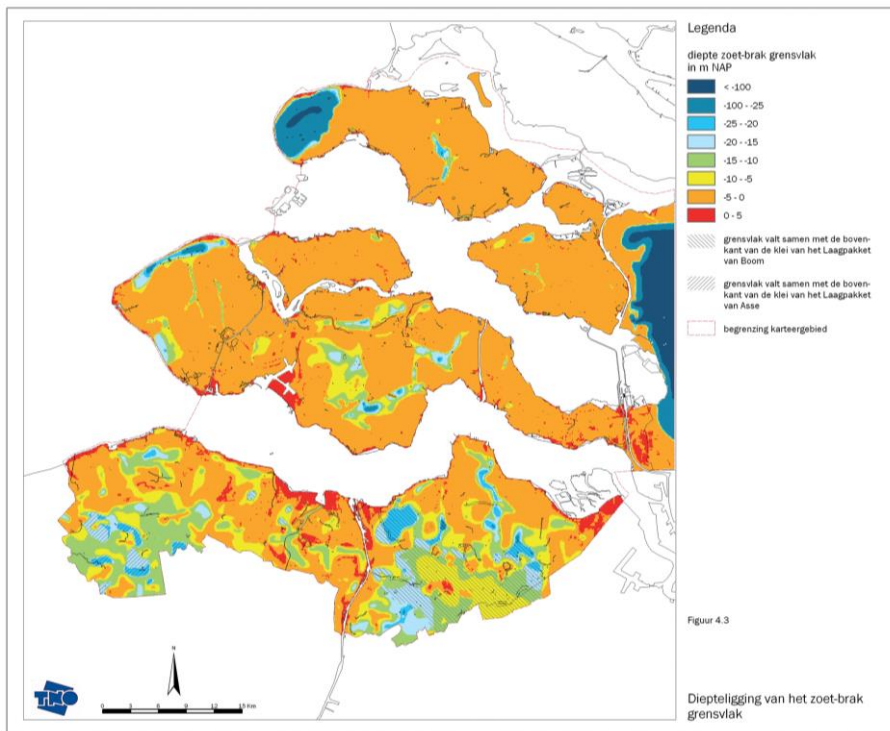 Legenda
diepte zoet-brak grensvlak
in m NAP
< -100
-100 - -25
-25 - -20
-20 - -15
-15 - -10
-10 - -5
-5 - 0
0 - 5
grensvlak valt samen met de boven-
kant van de klei van het Laagpakket
van Boom
grensvlak valt samen met de boven-
kant van de klei van het Laagpakket
van Asse
begrenzing karteergebied
Figuur 4.3
N
TNO
0 3 6 9 12 15 Km
Diepteligging van het zoet-brak
grensvlak